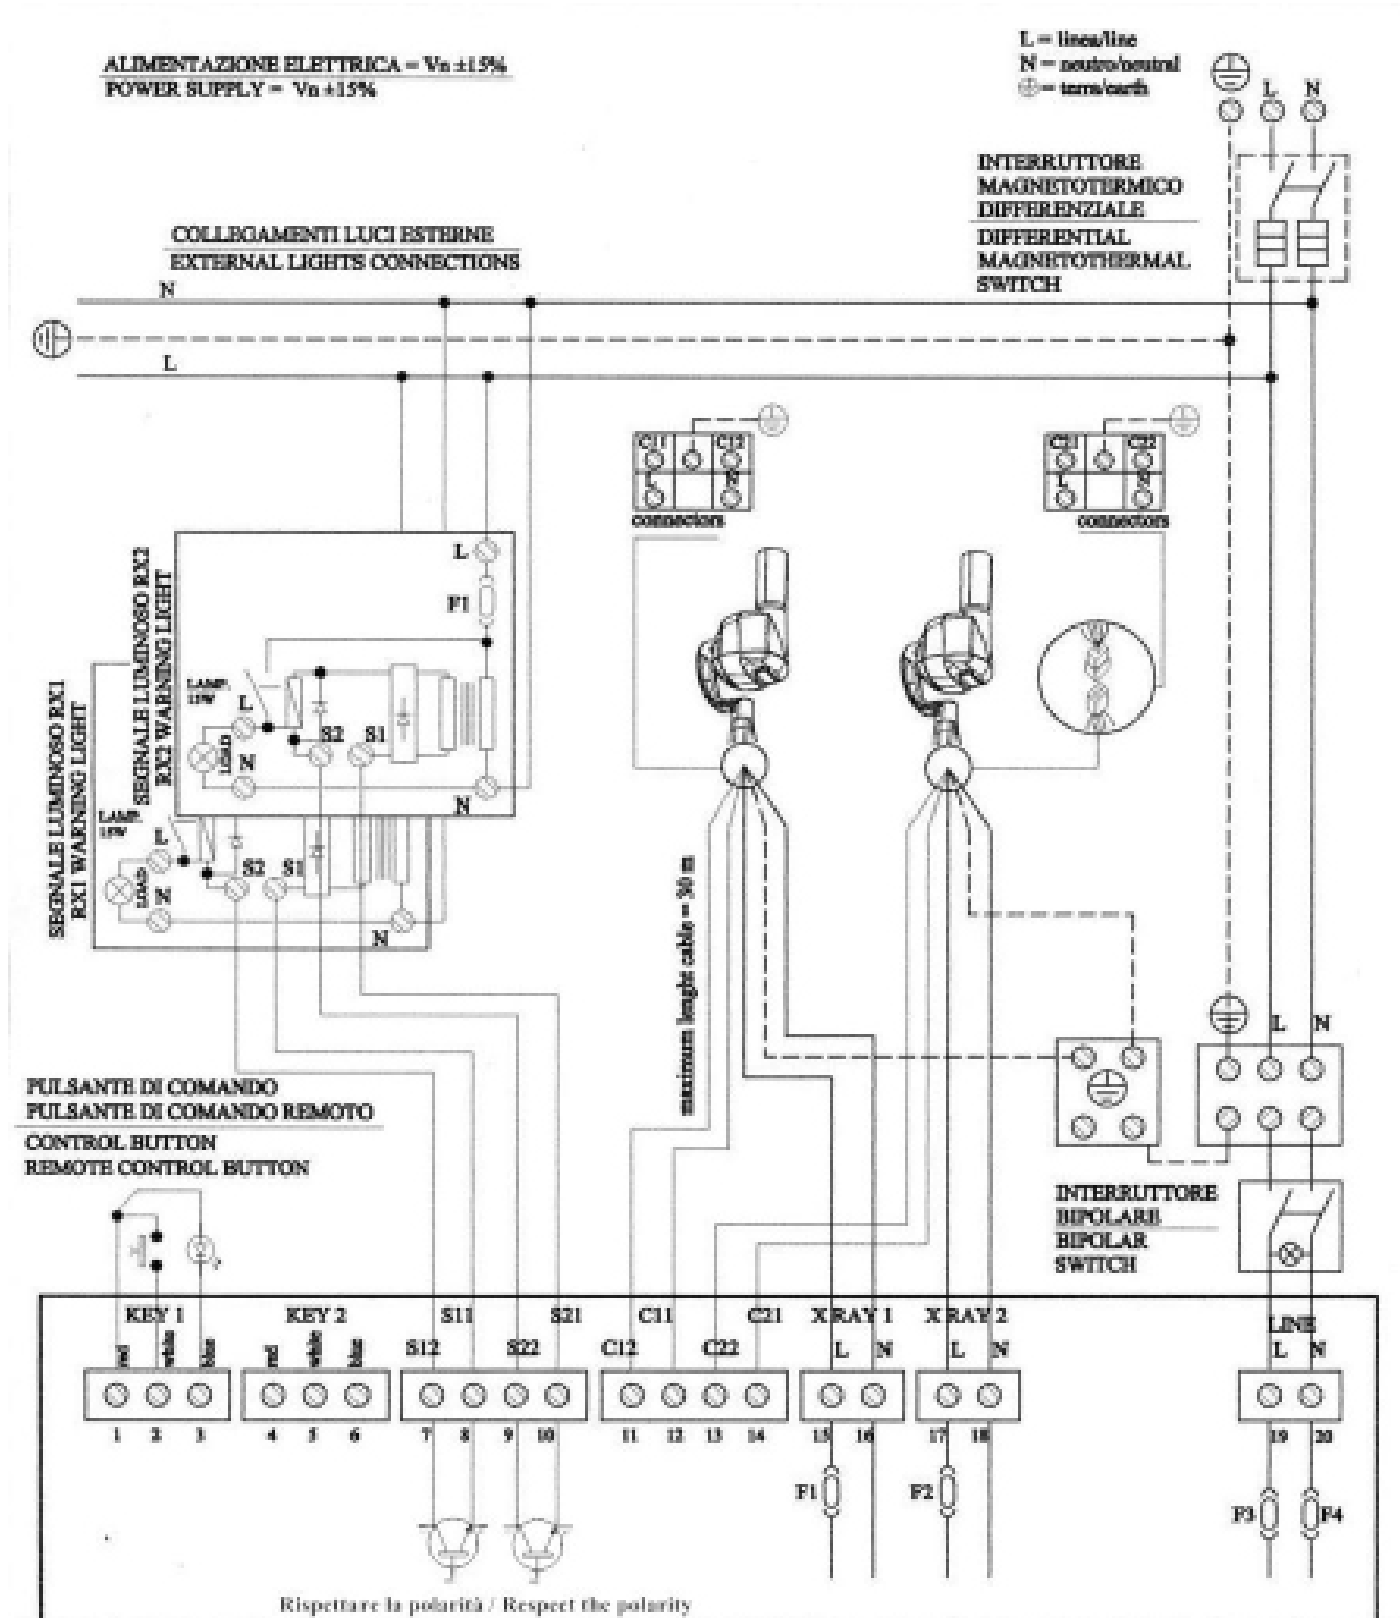 L = linea/line
N = neutro/neutral
= terra/earth
ALIMENTAZIONE ELETTRICA = Vn ±15%
POWER SUPPLY = Vn ±15%
L N
INTERRUTTORE
MAGNETOTERMICO
DIFFERENZIALE
DIFFERENTIAL
MAGNETOTHERMAL
SWITCH
COLLEGAMENTI LUCI ESTERNE
EXTERNAL LIGHTS CONNECTIONS
N
L
C11 C12
L N
connectors
C21 C22
L N
connectors
SEGNALE LUMINOSO RX2
RX2 WARNING LIGHT
L
F1
LAMP.
15W
L
LOAD
N
S2 S1
N
SEGNALE LUMINOSO RX1
RX1 WARNING LIGHT
LAMP.
15W
L
LOAD
N
S2 S1
N
maximum lenght cable = 30 m
L N
PULSANTE DI COMANDO
PULSANTE DI COMANDO REMOTO
CONTROL BUTTON
REMOTE CONTROL BUTTON
INTERRUTTORE
BIPOLARE
BIPOLAR
SWITCH
KEY 1 KEY 2 S11 S21 C11 C21 X RAY 1 X RAY 2 LINE
red white blue red white blue S12 S22 C12 C22 L N L N L N
1 2 3 4 5 6 7 8 9 10 11 12 13 14 15 16 17 18 19 20
F1 F2 F3 F4
Rispettare la polarità / Respect the polarity